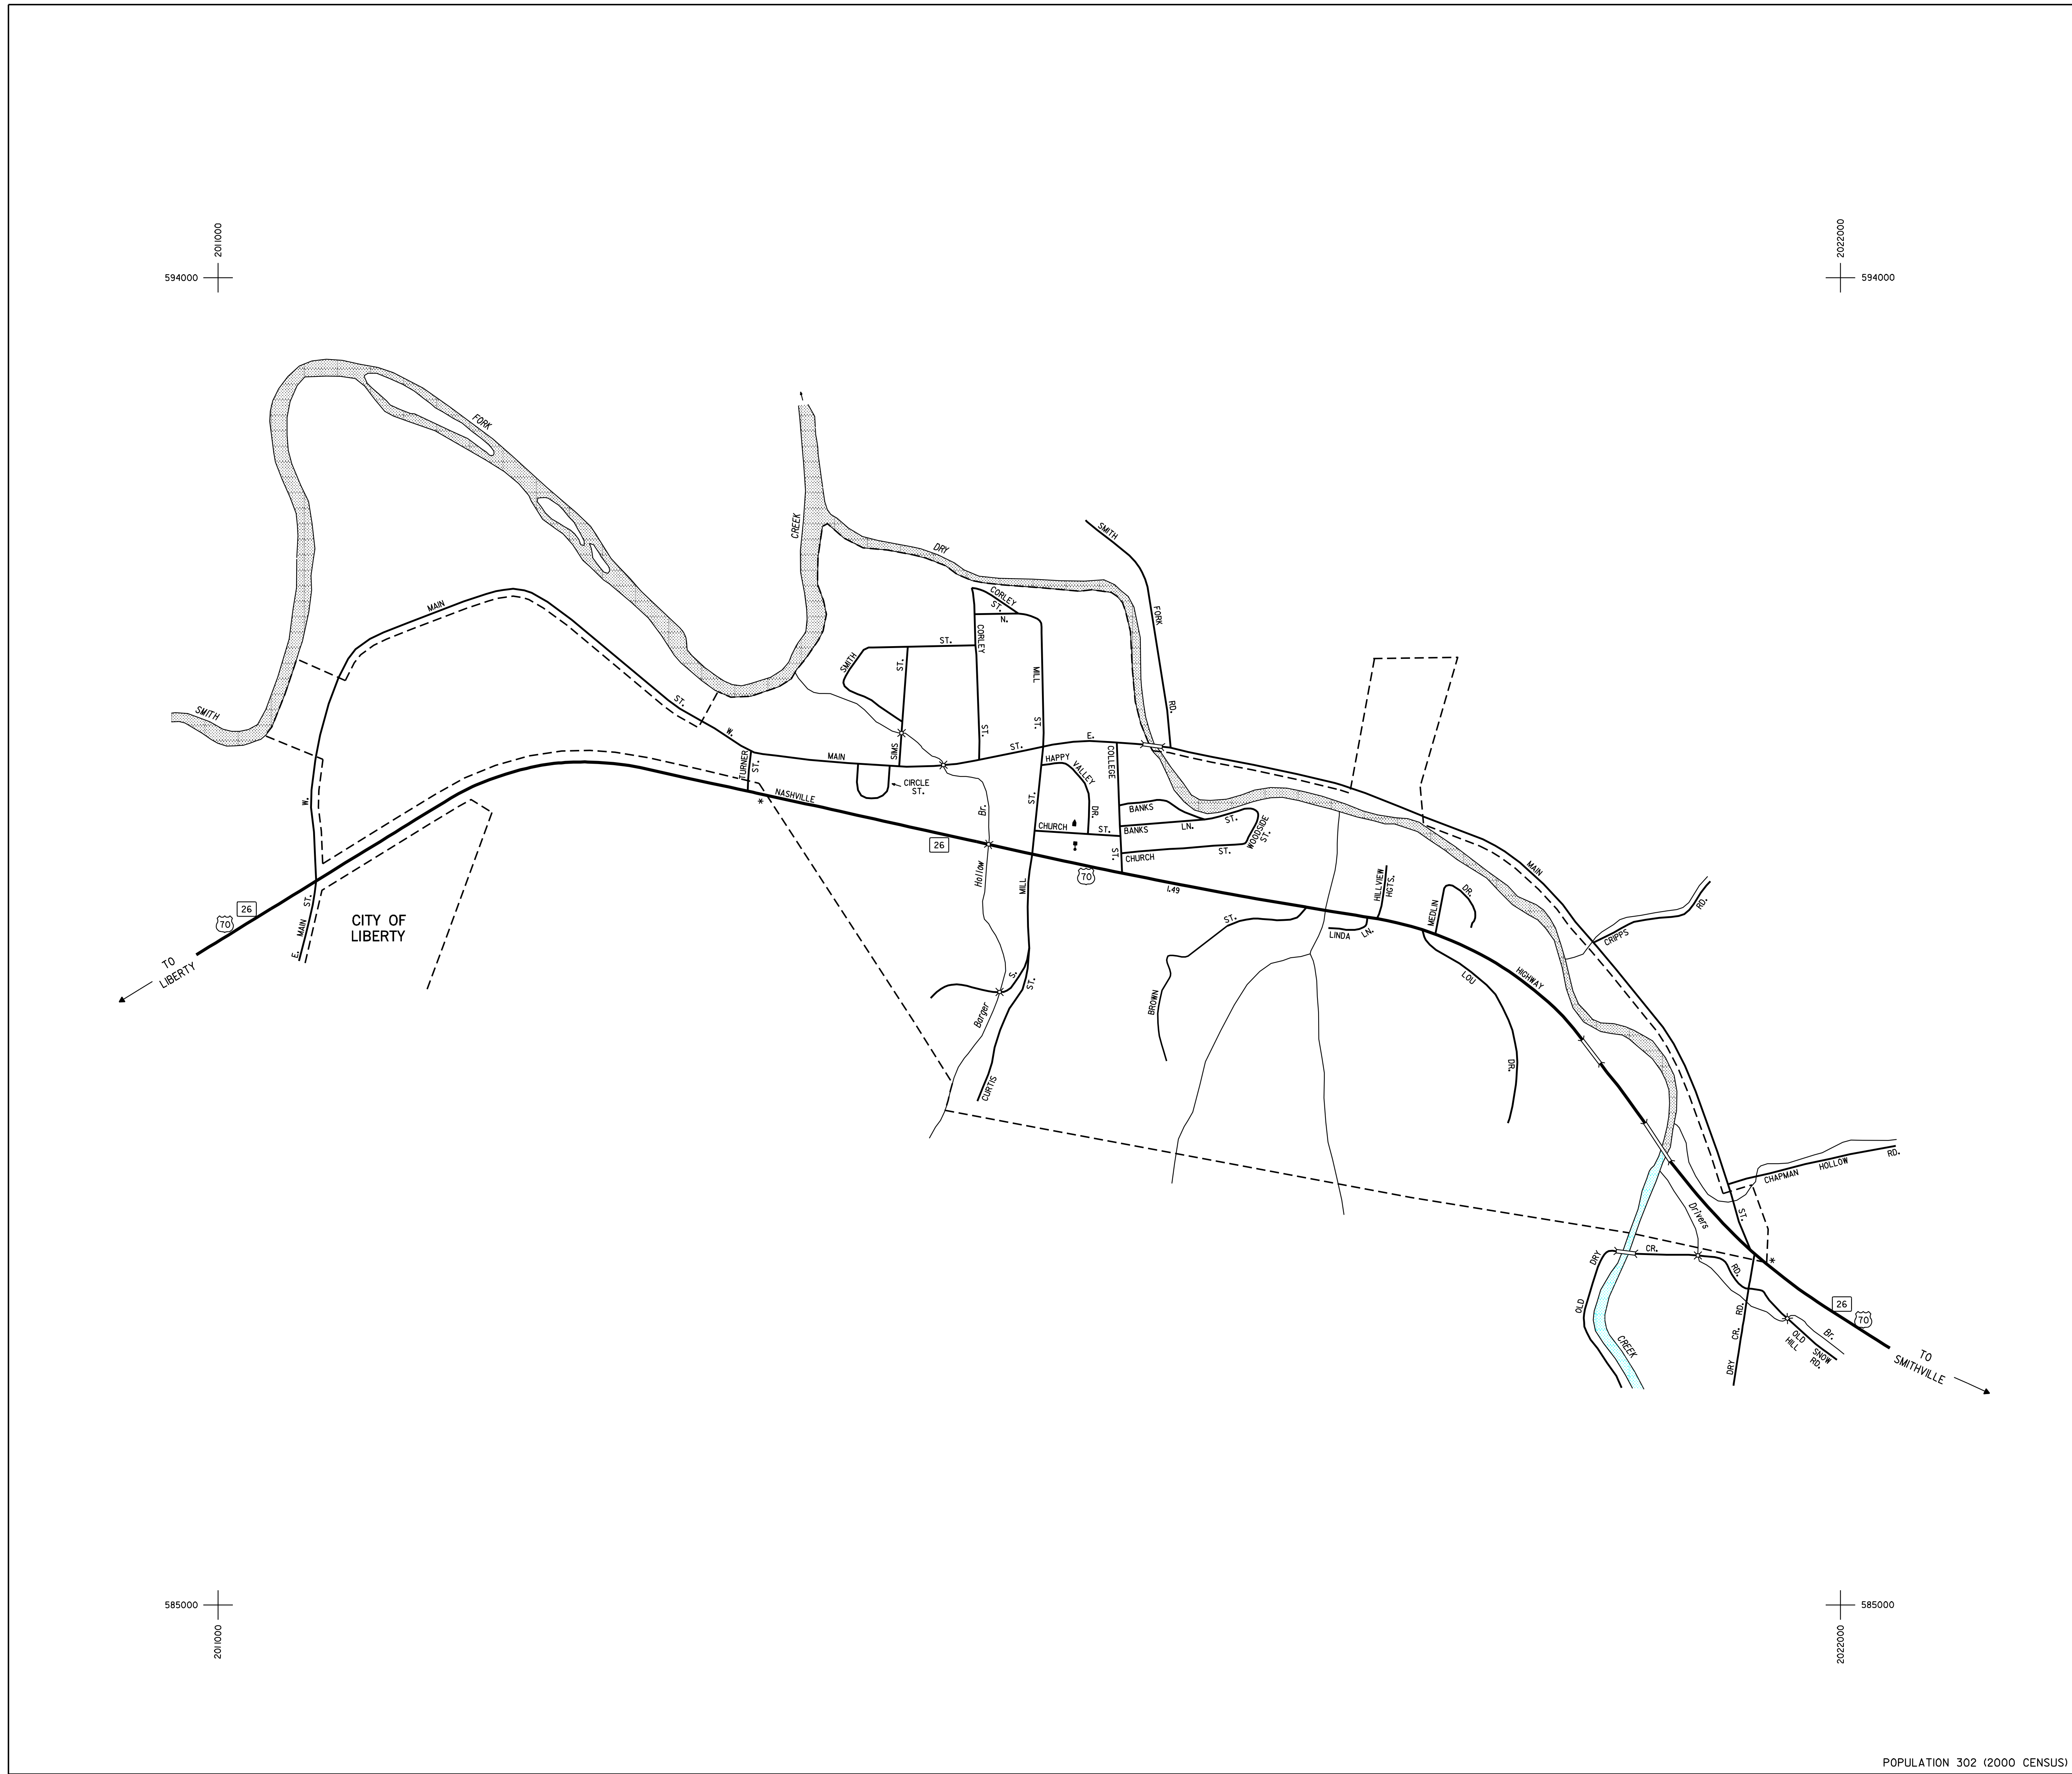 2011000
2022000
594000
594000
FORK
CREEK
DRY
SMITH
FORK
RD.
CORLEY
ST.
N.
MAIN
ST.
CORLEY
ST.
SMITH
ST.
MILL
ST.
SMITH
ST.
W.
MAIN
SIMS
ST.
E.
TURNER
ST.
COLLEGE
ST.
HAPPY
VALLEY
DR.
CIRCLE
ST.
NASHVILLE
*
W.
Br.
ST.
BANKS
ST.
CHURCH
ST.
BANKS
LN.
WOODSIDE
ST.
CHURCH
ST.
26
70
1.49
Hollow
MILL
MAIN
HILLVIEW
HGTS.
MEDLIN
DR.
CRIPPS
RD.
LINDA
LN.
ST.
26
70
CITY OF
LIBERTY
E.
MAIN
ST.
TO
LIBERTY
S.
ST.
Barger
CURTIS
BROWN
LOU
DR.
HIGHWAY
CHAPMAN
HOLLOW
RD.
Drivers
ST.
*
DRY
CR.
RD.
OLD
CREEK
RD.
CR.
DRY
OLD
HILL
SNOW
RD.
Br.
26
70
TO
SMITHVILLE
585000
585000
2011000
2022000
POPULATION 302 (2000 CENSUS)